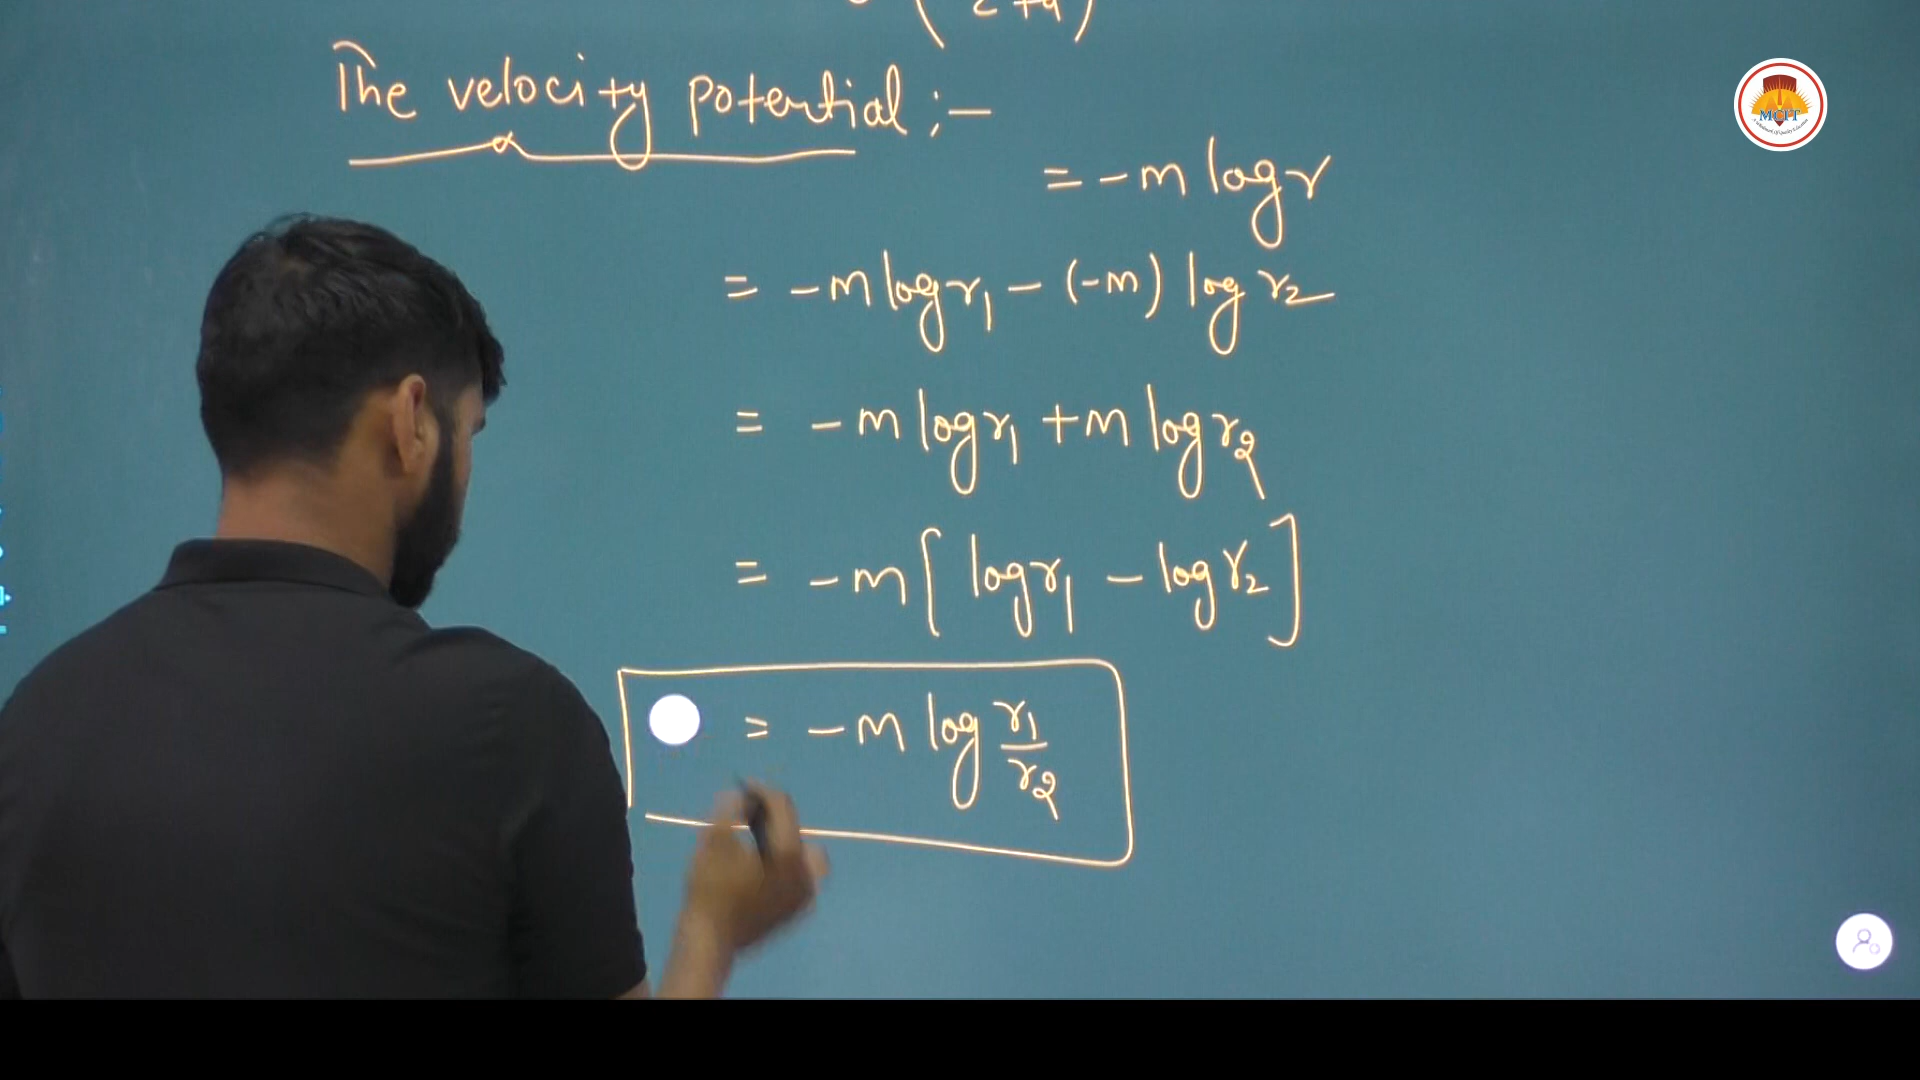 The velocity potential :-
= -m log r
= -m log r₁ - (-m) log r₂
= -m log r₁ + m log r₂
= -m [ log r₁ - log r₂ ]
= -m log r₁/r₂
MCFT